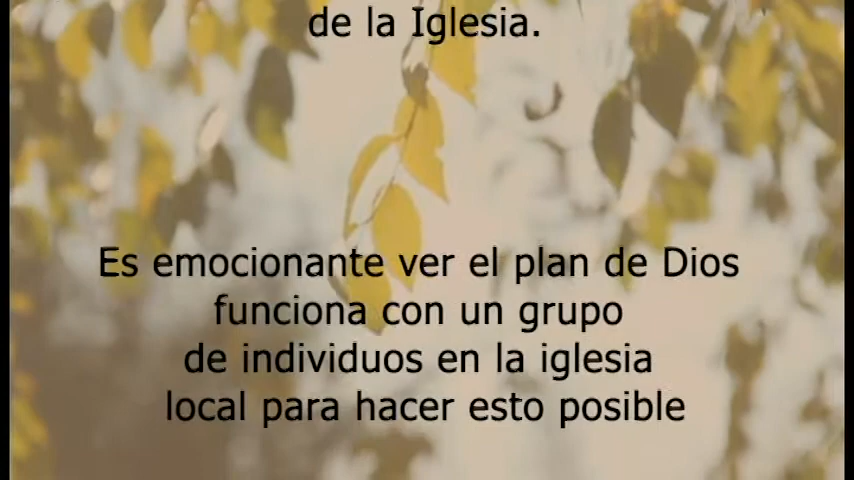 de la Iglesia.
Es emocionante ver el plan de Dios
funciona con un grupo
de individuos en la iglesia
local para hacer esto posible